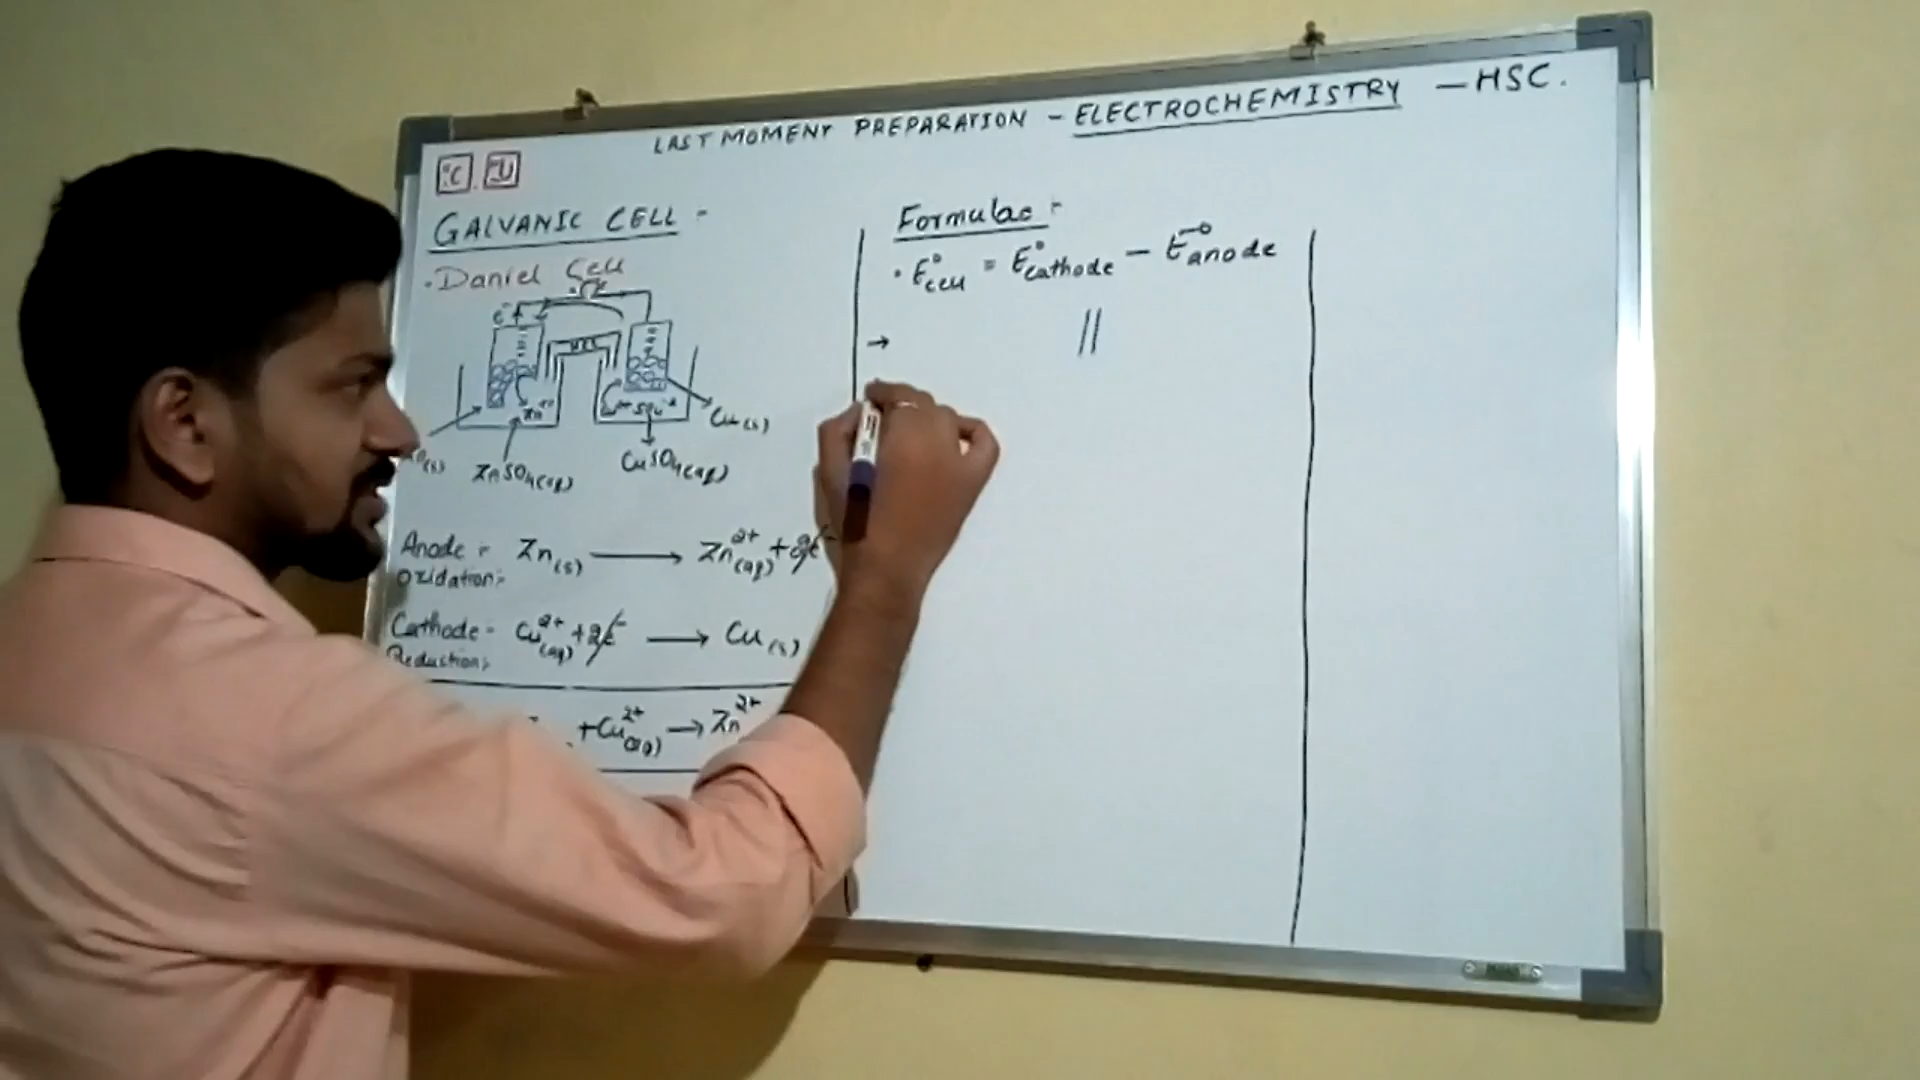 LAST MOMENT PREPARATION - ELECTROCHEMISTRY - HSC.
C. U
GALVANIC CELL -
. Daniel Cell
e-
Zn2+
Cu(s)
ZnSO4(aq)
CuSO4(aq)
Anode :- Zn(s) ⟶ Zn2+(aq) + 2e-
Oxidation:-
Cathode :- Cu2+(aq) + 2e- ⟶ Cu(s)
Reduction:-
+ Cu2+(aq) ⟶ Zn2+
Formulae :-
. E°cell = E°cathode - E°anode
→ //